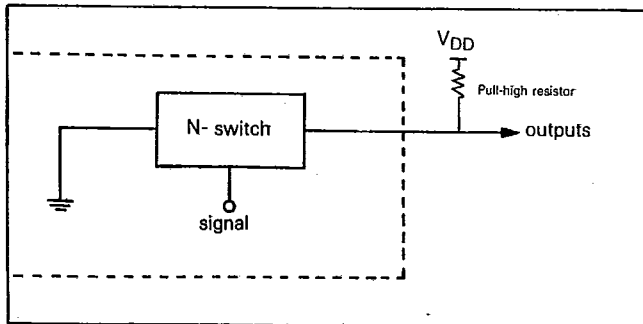 VDD
Pull-high resistor
N- switch
outputs
signal